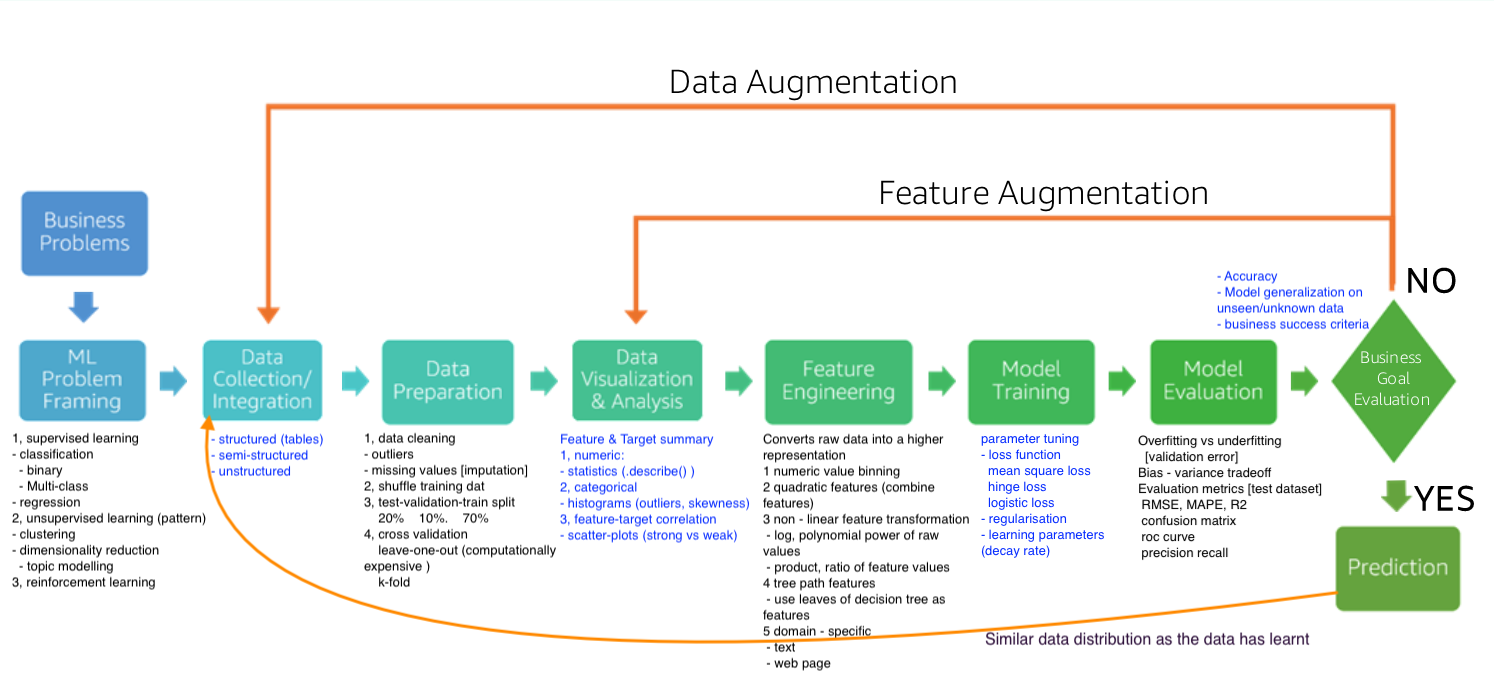 Data Augmentation
Feature Augmentation
Business
Problems
NO
- Accuracy
- Model generalization on
unseen/unknown data
- business success criteria
ML
Problem
Framing
Data
Collection/
Integration
Data
Preparation
Data
Visualization
& Analysis
Feature
Engineering
Model
Training
Model
Evaluation
Business
Goal
Evaluation
1, supervised learning
- classification
- binary
- Multi-class
- regression
2, unsupervised learning (pattern)
- clustering
- dimensionality reduction
- topic modelling
3, reinforcement learning
- structured (tables)
- semi-structured
- unstructured
1, data cleaning
- outliers
- missing values [imputation]
2, shuffle training dat
3, test-validation-train split
20% 10%. 70%
4, cross validation
leave-one-out (computationally
expensive )
k-fold
Feature & Target summary
1, numeric:
- statistics (.describe() )
2, categorical
- histograms (outliers, skewness)
3, feature-target correlation
- scatter-plots (strong vs weak)
Converts raw data into a higher
representation
1 numeric value binning
2 quadratic features (combine
features)
3 non - linear feature transformation
- log, polynomial power of raw
values
- product, ratio of feature values
4 tree path features
- use leaves of decision tree as
features
5 domain - specific
- text
- web page
parameter tuning
- loss function
mean square loss
hinge loss
logistic loss
- regularisation
- learning parameters
(decay rate)
Overfitting vs underfitting
[validation error]
Bias - variance tradeoff
Evaluation metrics [test dataset]
RMSE, MAPE, R2
confusion matrix
roc curve
precision recall
YES
Prediction
Similar data distribution as the data has learnt